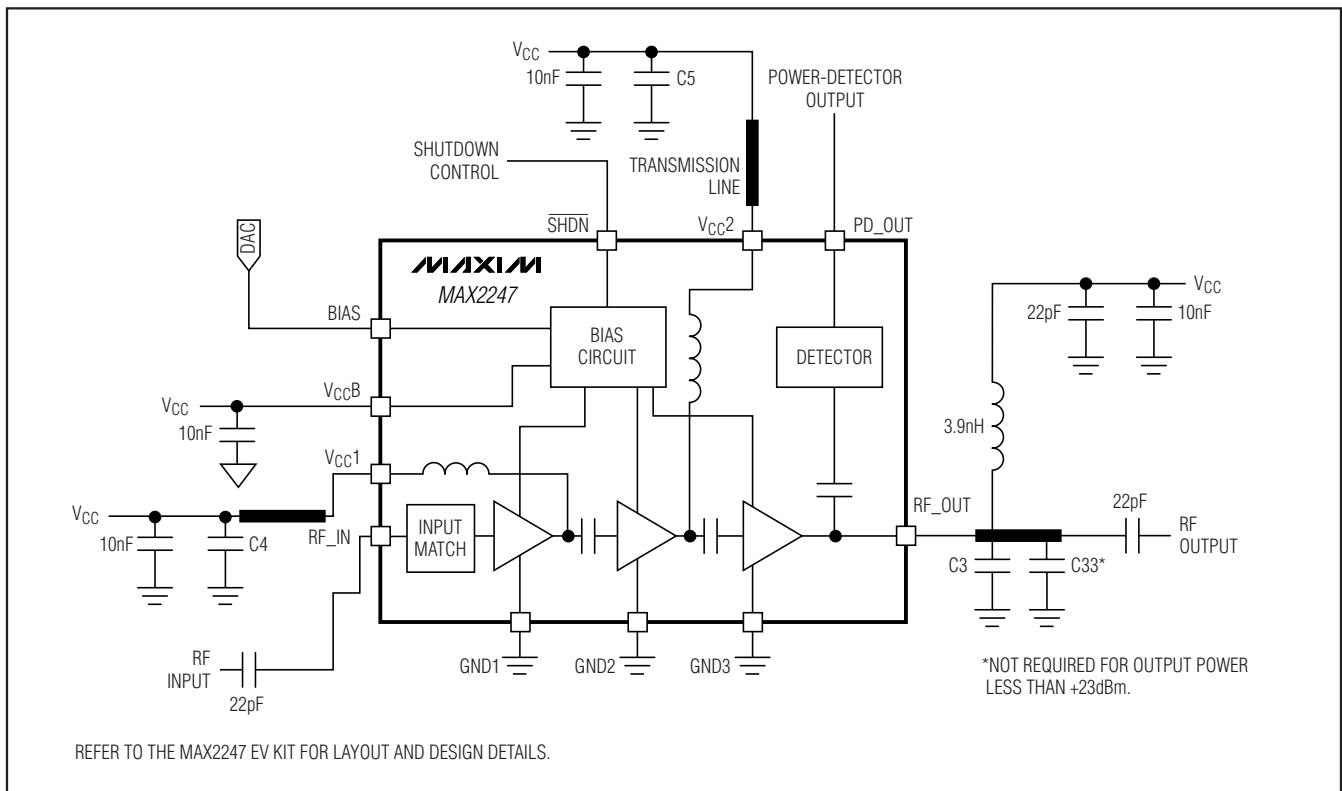 VCC
10nF
C5
POWER-DETECTOR
OUTPUT
SHUTDOWN
CONTROL
TRANSMISSION
LINE
DAC
SHDN
VCC2
PD_OUT
MAXIM
MAX2247
BIAS
BIAS
CIRCUIT
DETECTOR
VCC
22pF
10nF
VCC
VCCB
10nF
3.9nH
VCC1
VCC
10nF
C4
RF_IN
INPUT
MATCH
RF_OUT
22pF
RF
OUTPUT
C3
C33*
RF
INPUT
22pF
GND1
GND2
GND3
*NOT REQUIRED FOR OUTPUT POWER
LESS THAN +23dBm.
REFER TO THE MAX2247 EV KIT FOR LAYOUT AND DESIGN DETAILS.